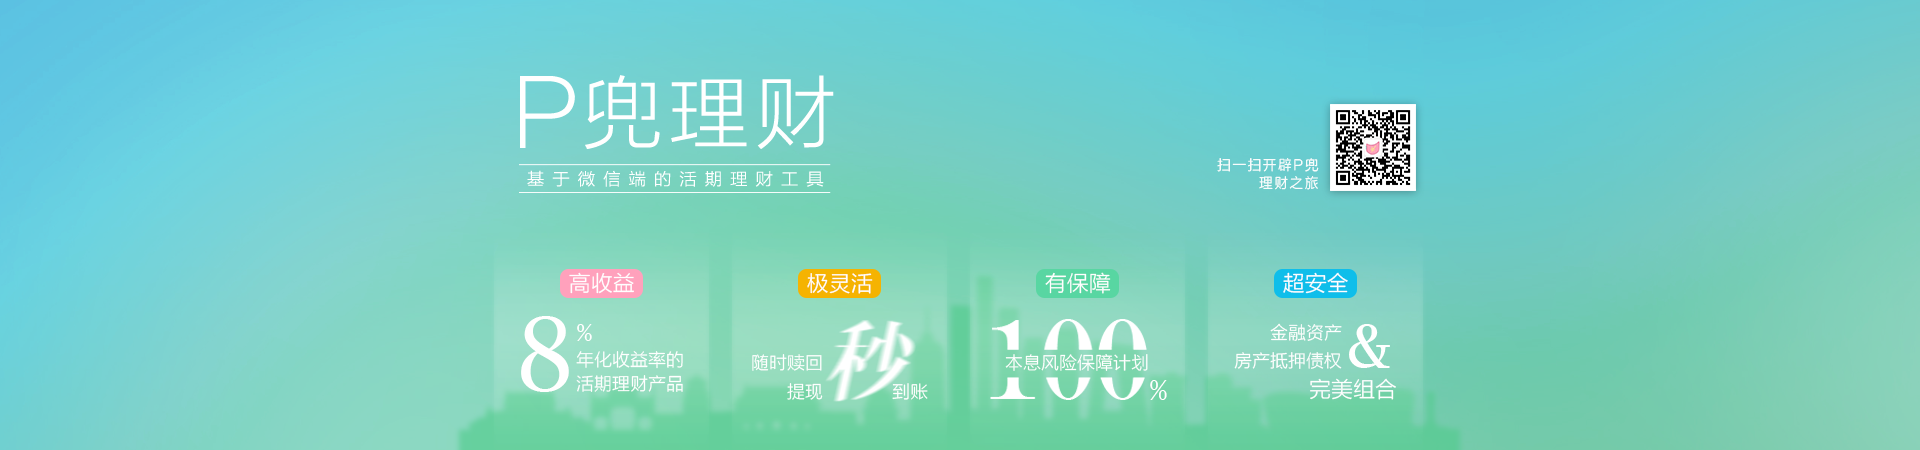 P兜理财
基于微信端的活期理财工具
扫一扫开辟P兜
理财之旅
高收益
8%
年化收益率的
活期理财产品
极灵活
随时赎回
提现
秒
到账
有保障
100%
本息风险保障计划
超安全
金融资产
房产抵押债权
&
完美组合